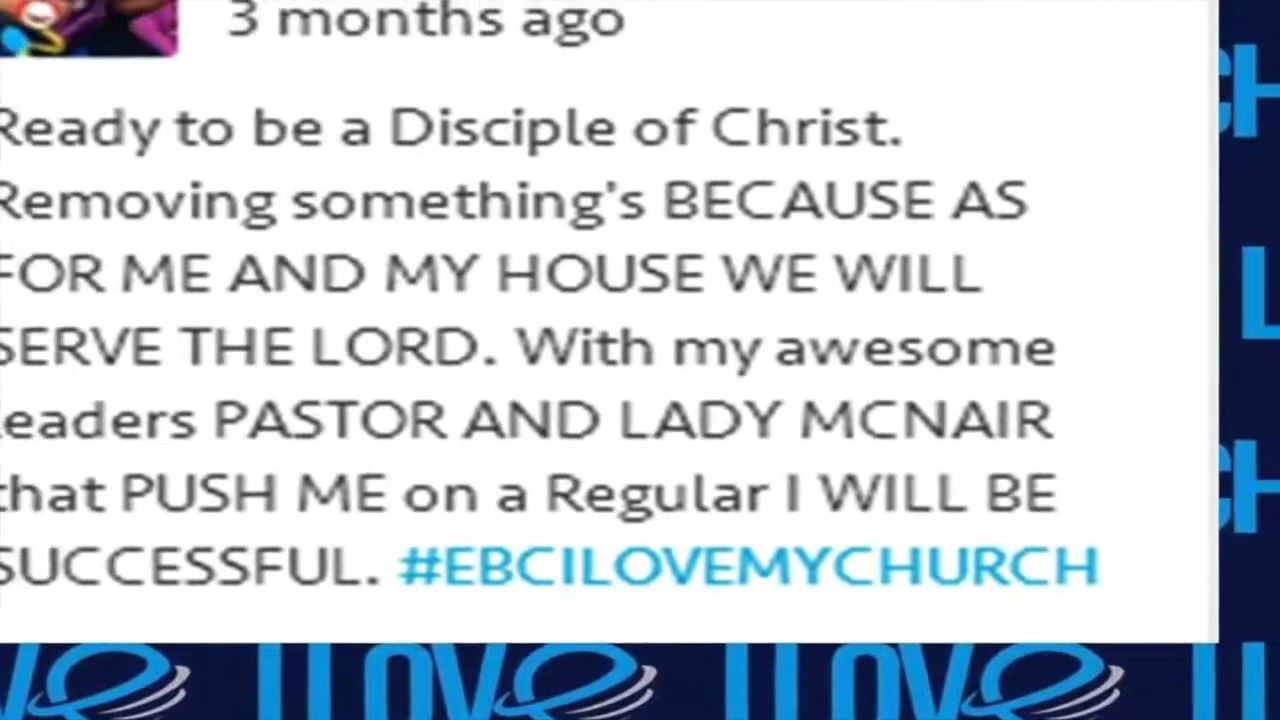 3 months ago
Ready to be a Disciple of Christ.
Removing something's BECAUSE AS
FOR ME AND MY HOUSE WE WILL
SERVE THE LORD. With my awesome
leaders PASTOR AND LADY MCNAIR
that PUSH ME on a Regular I WILL BE
SUCCESSFUL. #EBCILOVEMYCHURCH
I Love